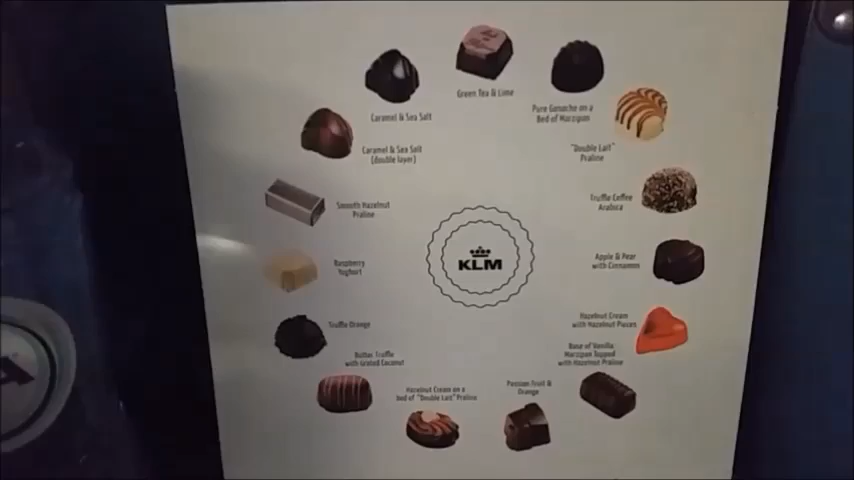 Green Tea & Lime
Pure Ganache on a
Bed of Marzipan
"Double Lait"
Praline
Truffle Coffee
Arabica
Apple & Pear
with Cinnamon
Hazelnut Cream
with Hazelnut Pieces
Base of Vanilla
Marzipan Topped
with Hazelnut Praline
Passion Fruit &
Orange
Hazelnut Cream on a
bed of "Double Lait" Praline
Butter Truffle
with Grated Coconut
Truffle Orange
Raspberry
Yoghurt
Smooth Hazelnut
Praline
Caramel & Sea Salt
(double layer)
Caramel & Sea Salt
KLM